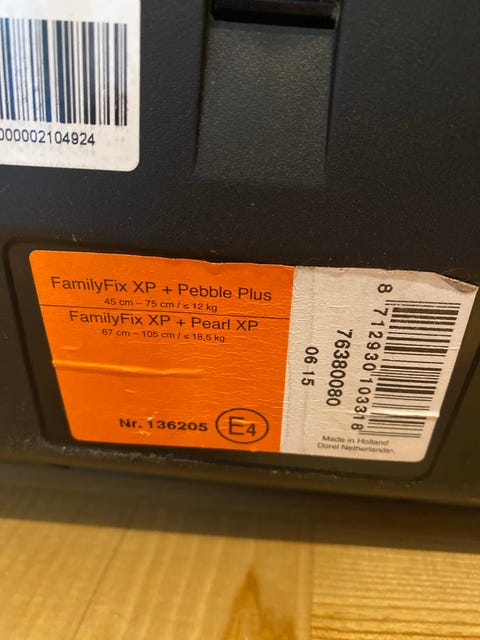 000002104924
FamilyFix XP + Pebble Plus
45 cm – 75 cm / ≤ 12 kg
FamilyFix XP + Pearl XP
67 cm – 105 cm / ≤ 18,5 kg
Nr. 136205 E4
06 15
76380080
8 712930 103318
Made in Holland
Dorel Netherlands